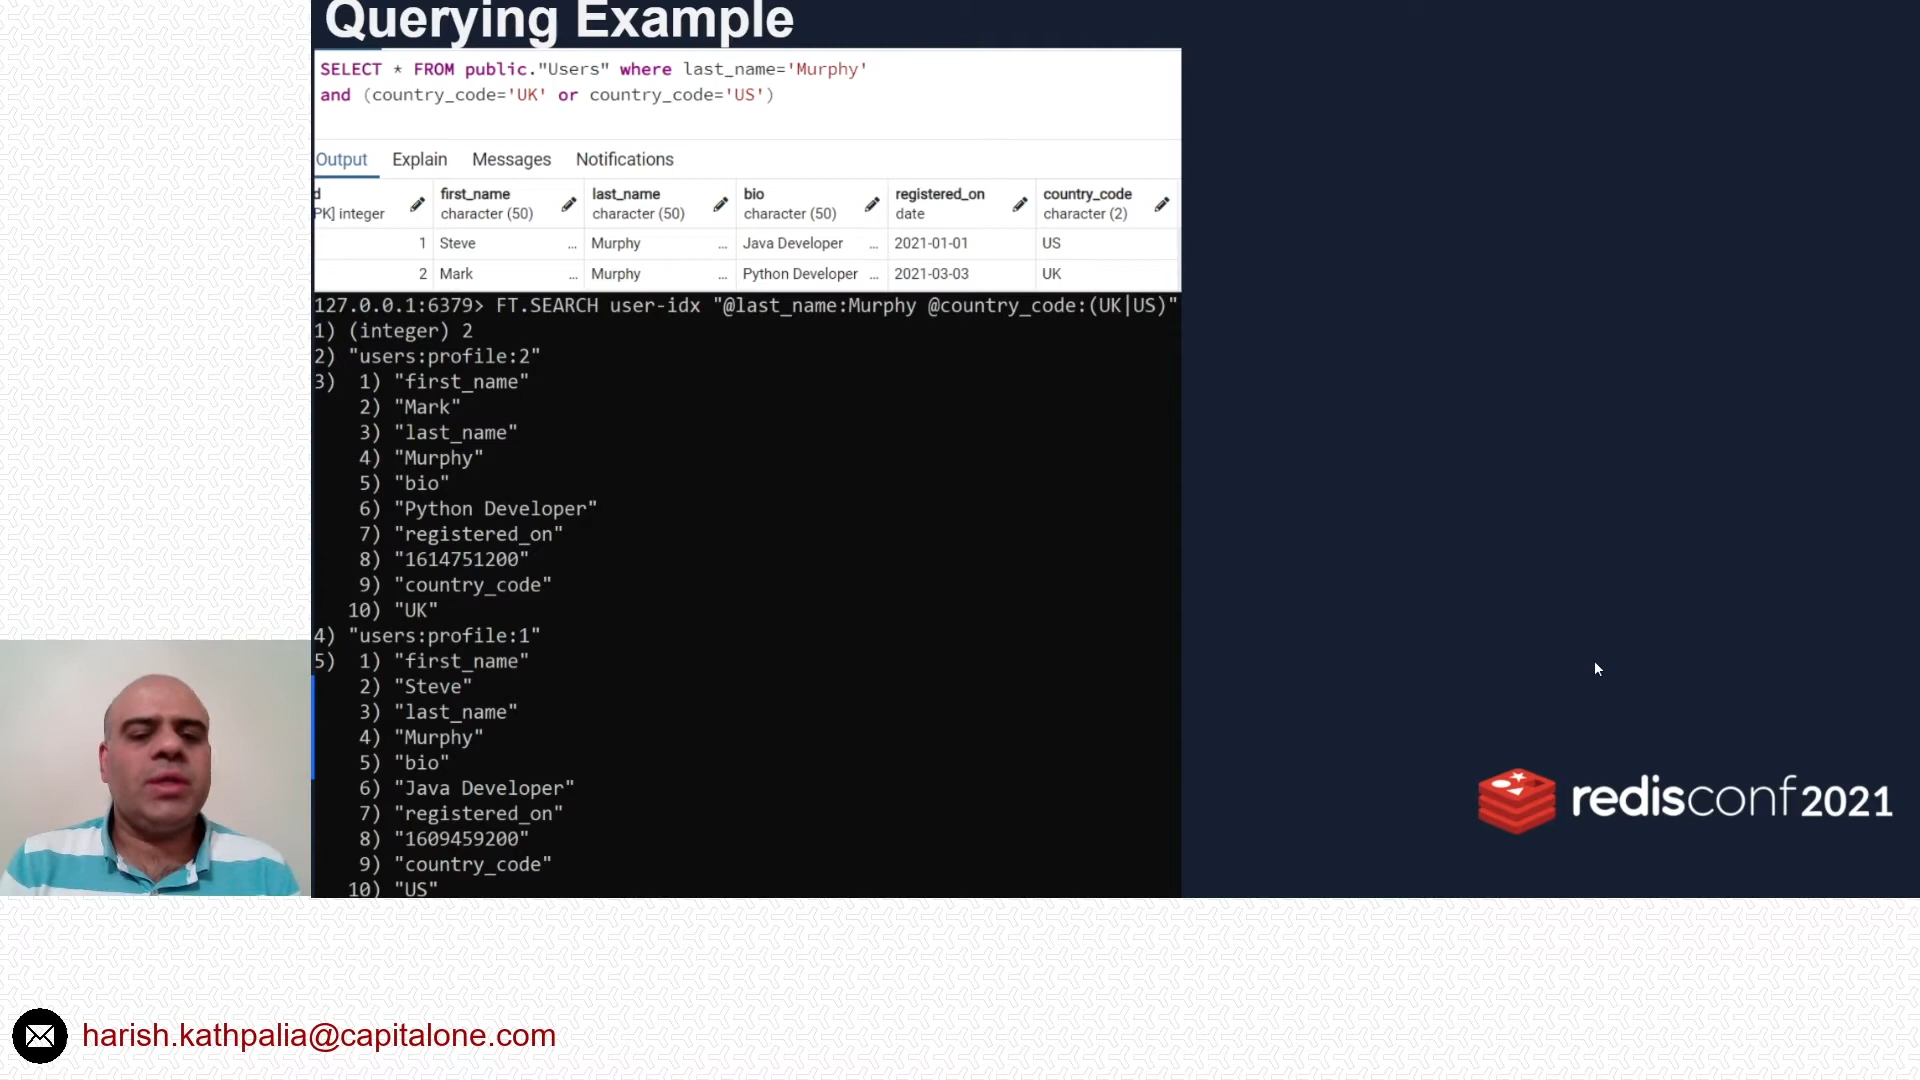 Querying Example
SELECT * FROM public."Users" where last_name='Murphy'
and (country_code='UK' or country_code='US')
Output Explain Messages Notifications
d first_name last_name bio registered_on country_code
PK] integer character (50) character (50) character (50) date character (2)
1 Steve ... Murphy ... Java Developer ... 2021-01-01 US
2 Mark ... Murphy ... Python Developer ... 2021-03-03 UK
127.0.0.1:6379> FT.SEARCH user-idx "@last_name:Murphy @country_code:(UK|US)"
1) (integer) 2
2) "users:profile:2"
3) 1) "first_name"
2) "Mark"
3) "last_name"
4) "Murphy"
5) "bio"
6) "Python Developer"
7) "registered_on"
8) "1614751200"
9) "country_code"
10) "UK"
4) "users:profile:1"
5) 1) "first_name"
2) "Steve"
3) "last_name"
4) "Murphy"
5) "bio"
6) "Java Developer"
7) "registered_on"
8) "1609459200"
9) "country_code"
10) "US"
redisconf 2021
harish.kathpalia@capitalone.com